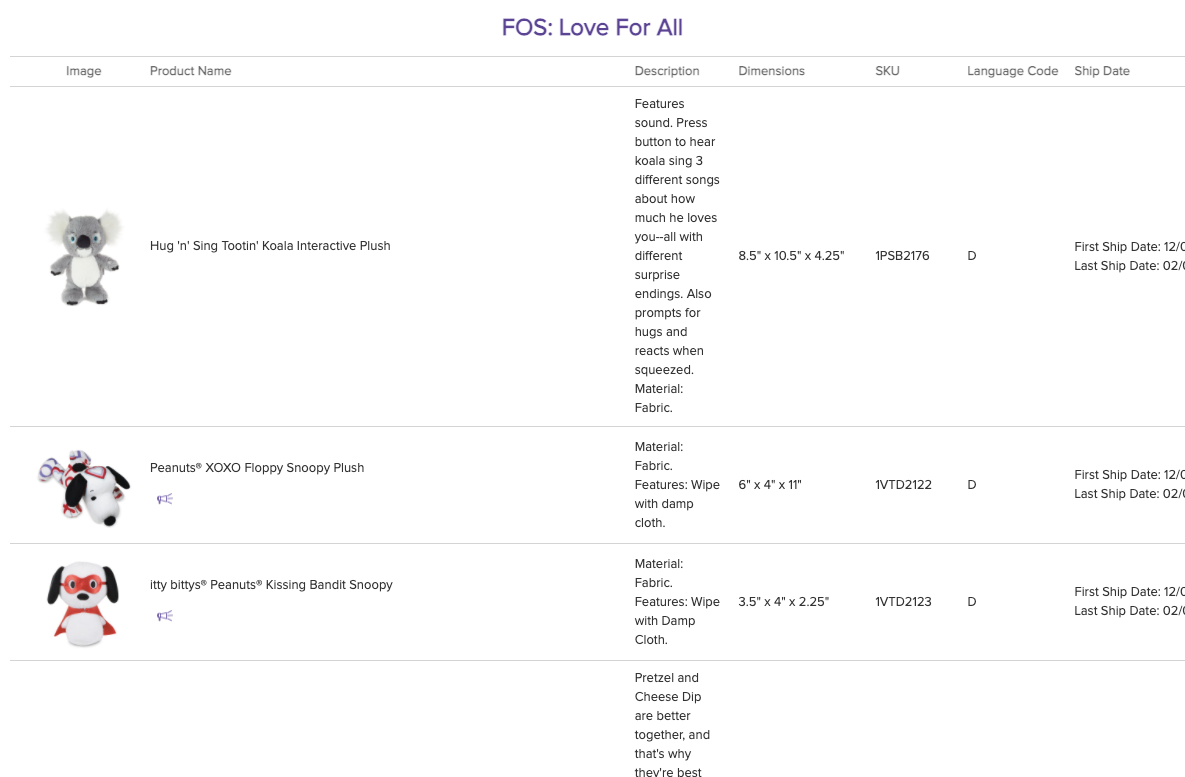 FOS: Love For All
Image Product Name Description Dimensions SKU Language Code Ship Date
Features
sound. Press
button to hear
koala sing 3
different songs
about how
much he loves
you--all with
different
surprise
endings. Also
prompts for
hugs and
reacts when
squeezed.
Material:
Fabric.
Hug 'n' Sing Tootin' Koala Interactive Plush
8.5" x 10.5" x 4.25"
1PSB2176
D
First Ship Date: 12/0
Last Ship Date: 02/0
Peanuts® XOXO Floppy Snoopy Plush
Material:
Fabric.
Features: Wipe
with damp
cloth.
6" x 4" x 11"
1VTD2122
D
First Ship Date: 12/0
Last Ship Date: 02/0
itty bittys® Peanuts® Kissing Bandit Snoopy
Material:
Fabric.
Features: Wipe
with Damp
Cloth.
3.5" x 4" x 2.25"
1VTD2123
D
First Ship Date: 12/0
Last Ship Date: 02/0
Pretzel and
Cheese Dip
are better
together, and
that's why
they're best